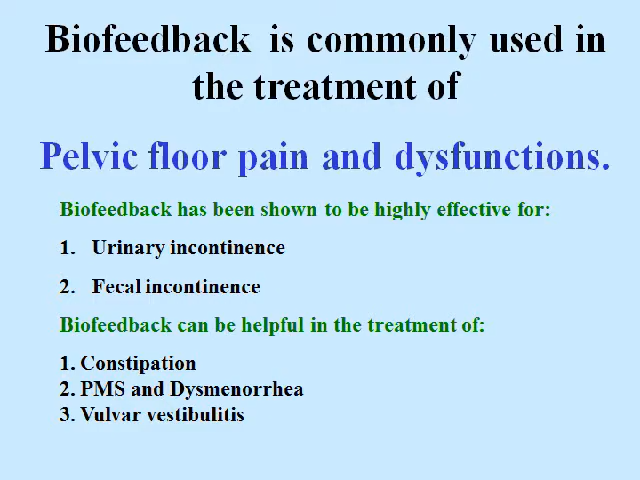 Biofeedback is commonly used in
the treatment of
Pelvic floor pain and dysfunctions.
Biofeedback has been shown to be highly effective for:
1. Urinary incontinence
2. Fecal incontinence
Biofeedback can be helpful in the treatment of:
1. Constipation
2. PMS and Dysmenorrhea
3. Vulvar vestibulitis